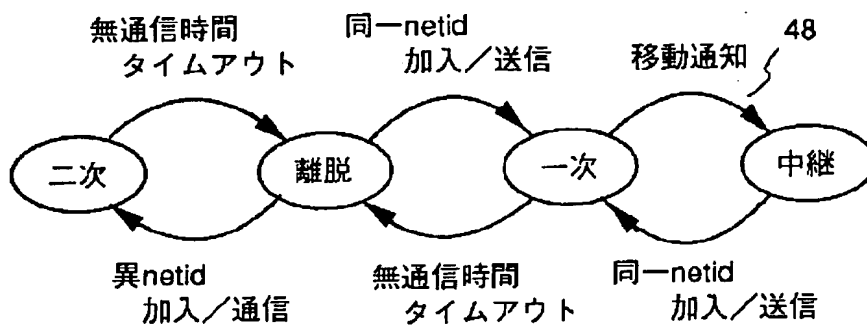 無通信時間
タイムアウト
同一netid
加入／送信
移動通知
48
二次
離脱
一次
中継
異netid
加入／通信
無通信時間
タイムアウト
同一netid
加入／送信